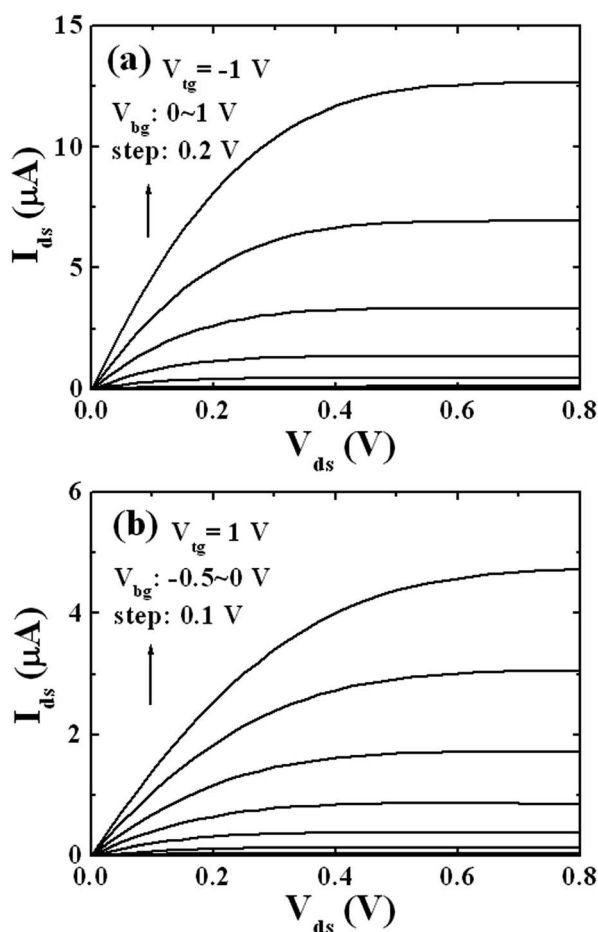 (a) V_tg = -1 V
V_bg: 0~1 V
step: 0.2 V
I_ds (μA)
15
10
5
0
0.0 0.2 0.4 0.6 0.8
V_ds (V)
(b) V_tg = 1 V
V_bg: -0.5~0 V
step: 0.1 V
I_ds (μA)
6
4
2
0
0.0 0.2 0.4 0.6 0.8
V_ds (V)